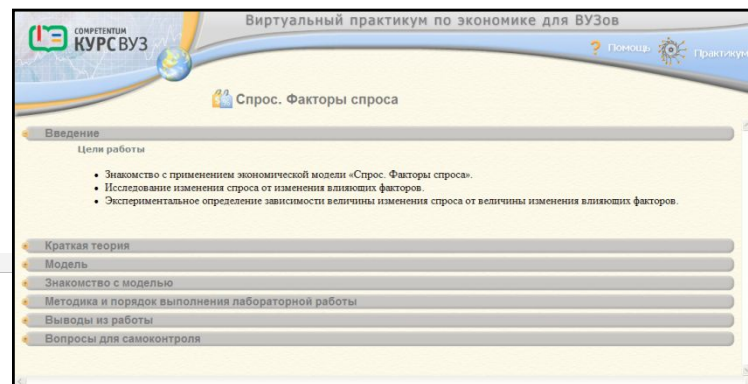 Виртуальный практикум по экономике для ВУЗов
COMPETENTUM
КУРСВУЗ
Помощь
Практикум
Спрос. Факторы спроса
Введение
Цели работы
• Знакомство с применением экономической модели «Спрос. Факторы спроса».
• Исследование изменения спроса от изменения влияющих факторов.
• Экспериментальное определение зависимости величины изменения спроса от величины изменения влияющих факторов.
Краткая теория
Модель
Знакомство с моделью
Методика и порядок выполнения лабораторной работы
Выводы из работы
Вопросы для самоконтроля